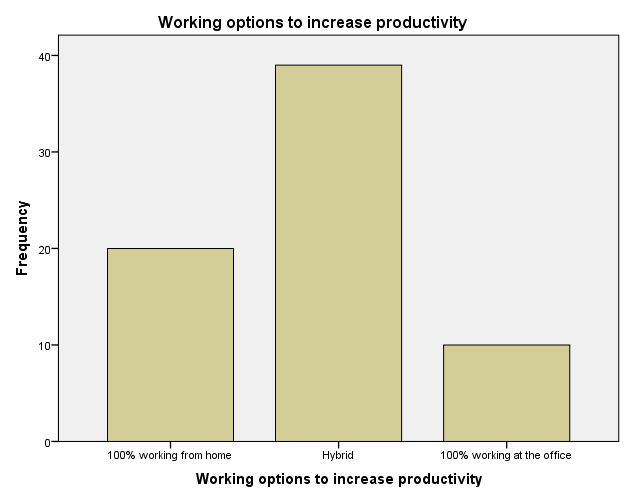 Working options to increase productivity
40
30
20
10
0
Frequency
100% working from home
Hybrid
100% working at the office
Working options to increase productivity